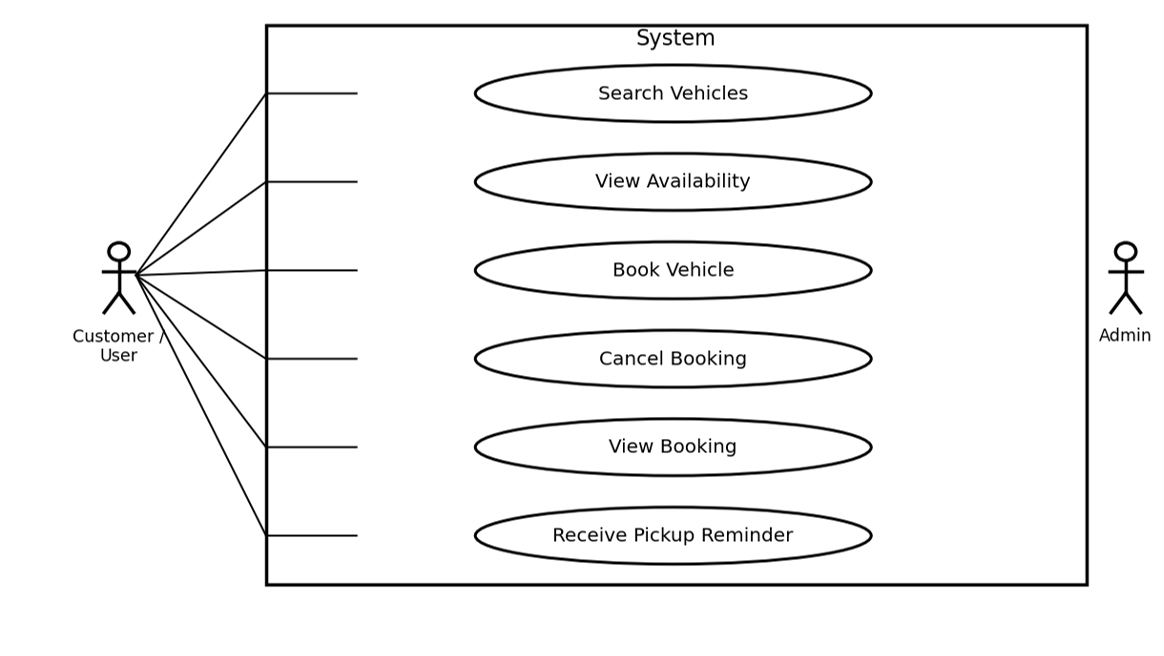 System
Search Vehicles
View Availability
Book Vehicle
Customer /
User
Admin
Cancel Booking
View Booking
Receive Pickup Reminder